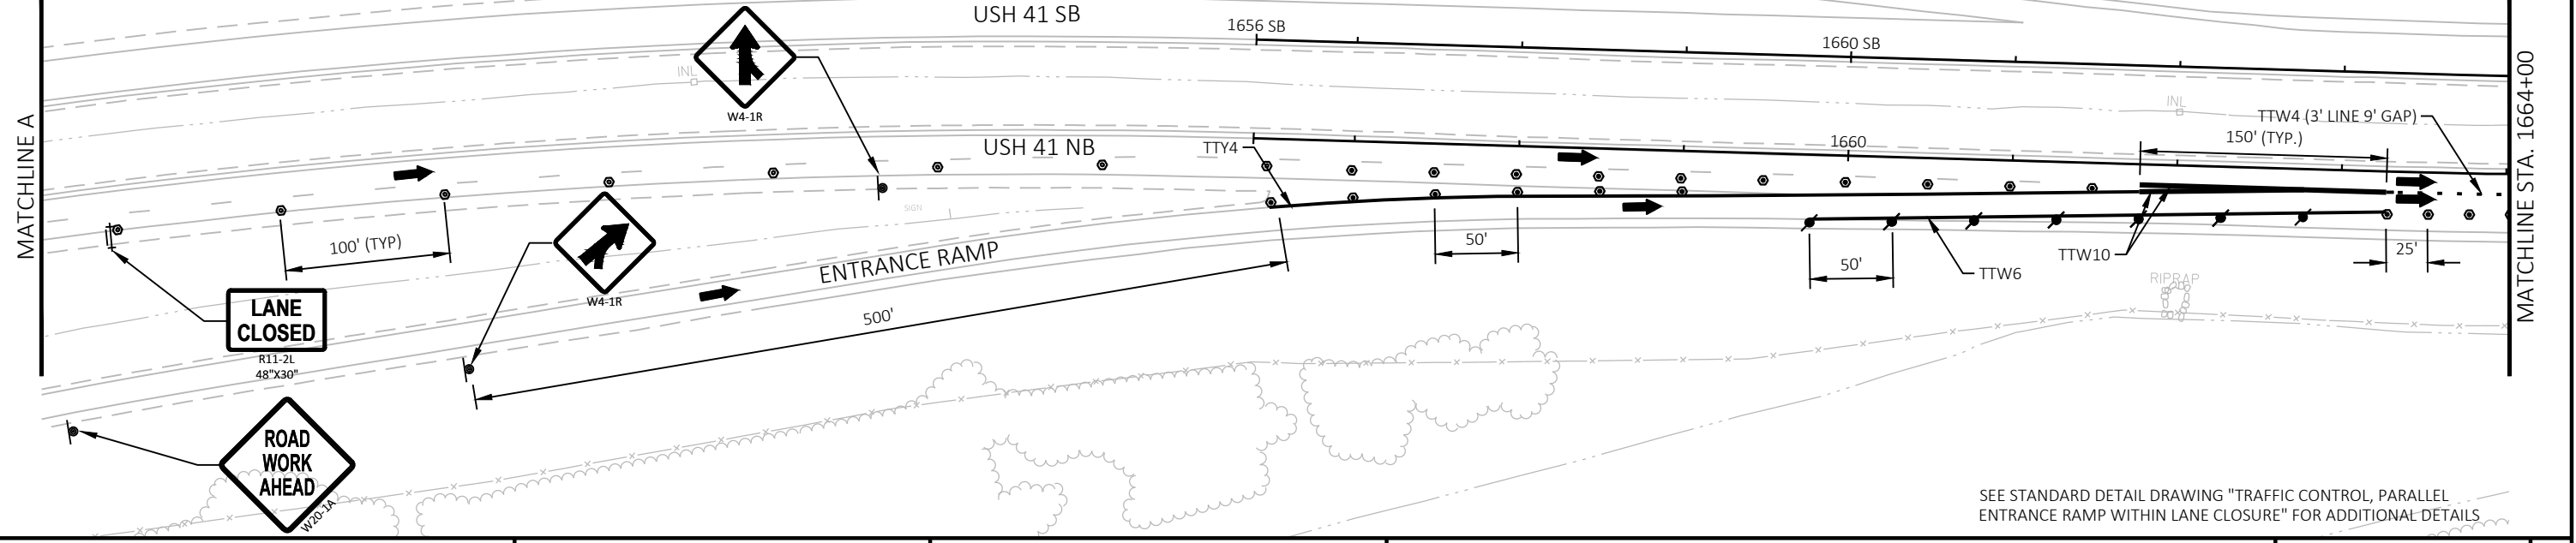 USH 41 SB
1656 SB
1660 SB
INL
W4-1R
MATCHLINE A
INL
TTW4 (3' LINE 9' GAP)
150' (TYP.)
MATCHLINE STA. 1664+00
USH 41 NB
TTY4
1660
SIGN
100' (TYP)
50'
50'
TTW10
TTW6
25'
RIPRAP
ENTRANCE RAMP
W4-1R
500'
LANE
CLOSED
R11-2L
48"X30"
ROAD
WORK
AHEAD
W20-1A
SEE STANDARD DETAIL DRAWING "TRAFFIC CONTROL, PARALLEL
ENTRANCE RAMP WITHIN LANE CLOSURE" FOR ADDITIONAL DETAILS